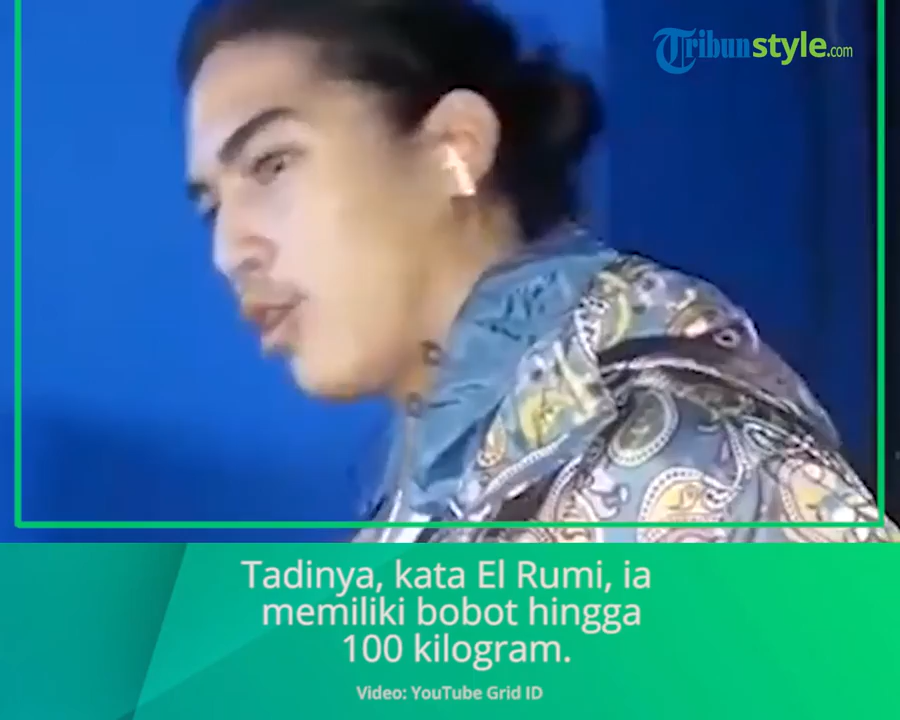 Tribunstyle.com
Tadinya, kata El Rumi, ia
memiliki bobot hingga
100 kilogram.
Video: YouTube Grid ID